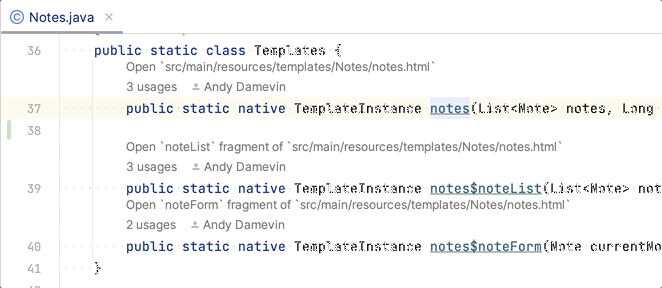 Notes.java
36 public static class Templates {
Open `src/main/resources/templates/Notes/notes.html`
3 usages Andy Damevin
37 public static native TemplateInstance notes(List<Note> notes, Long
38
Open `noteList` fragment of `src/main/resources/templates/Notes/notes.html`
3 usages Andy Damevin
39 public static native TemplateInstance notes$noteList(List<Note> not
Open `noteForm` fragment of `src/main/resources/templates/Notes/notes.html`
2 usages Andy Damevin
40 public static native TemplateInstance notes$noteForm(Note currentNo
41 }